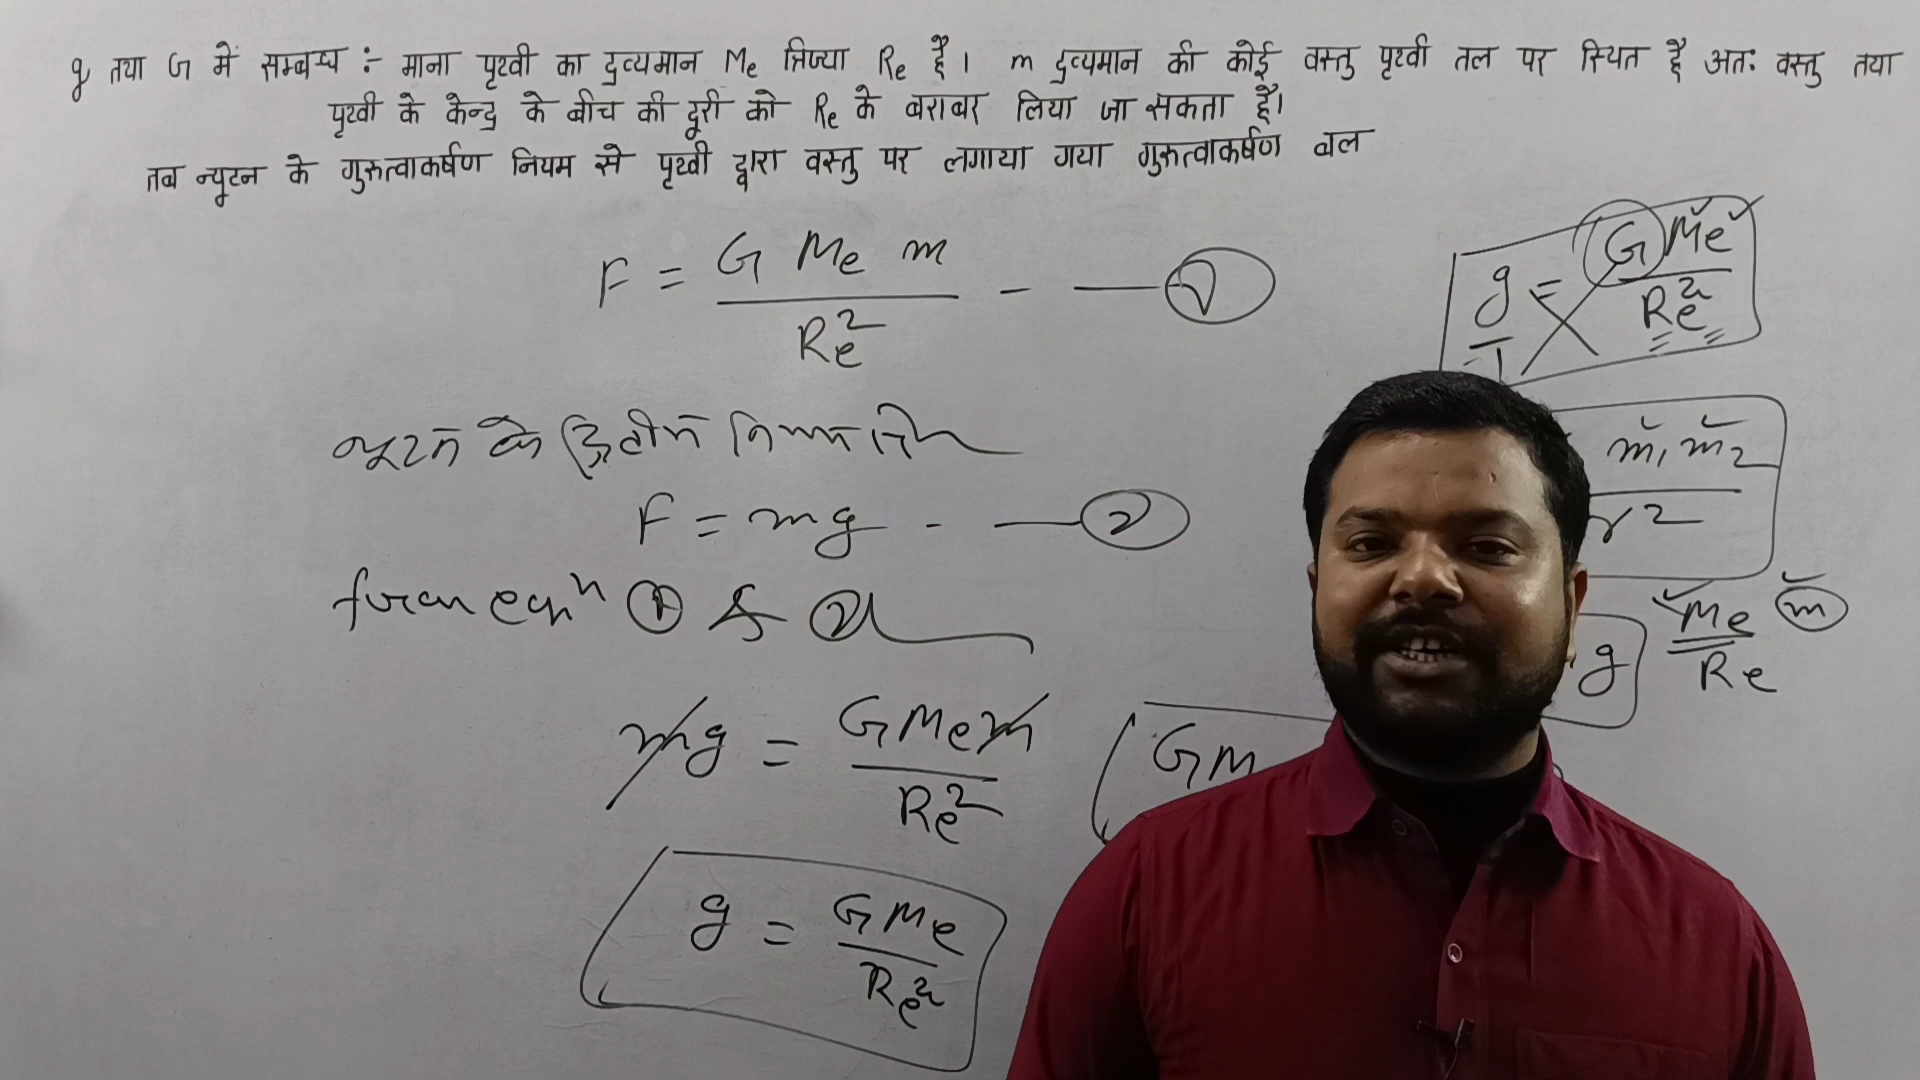 g तथा G में सम्बन्ध :- माना पृथ्वी का द्रव्यमान Me त्रिज्या Re है। m द्रव्यमान की कोई वस्तु पृथ्वी तल पर स्थित है अतः वस्तु तथा
पृथ्वी के केन्द्र के बीच की दूरी को Re के बराबर लिया जा सकता है।
तब न्यूटन के गुरुत्वाकर्षण नियम से पृथ्वी द्वारा वस्तु पर लगाया गया गुरुत्वाकर्षण बल
F = G Me m / Re² - — ①
न्यूटन के द्वितीय नियम से
F = mg - — ②
from eqⁿ ① & ②
mg = G Me m / Re²
g = G Me / Re²
g / 1 = G Me / Re²
m₁ m₂
r²
g
Me m
Re
GM